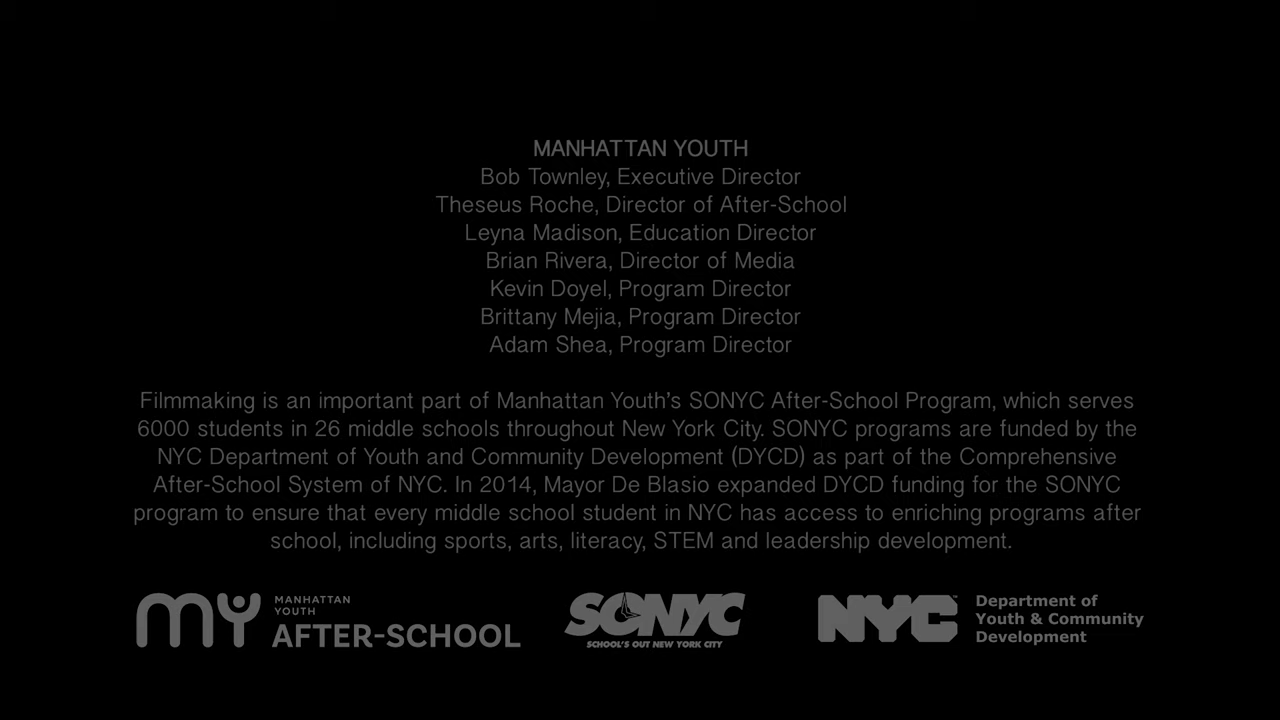 MANHATTAN YOUTH
Bob Townley, Executive Director
Theseus Roche, Director of After-School
Leyna Madison, Education Director
Brian Rivera, Director of Media
Kevin Doyel, Program Director
Brittany Mejia, Program Director
Adam Shea, Program Director
Filmmaking is an important part of Manhattan Youth's SONYC After-School Program, which serves
6000 students in 26 middle schools throughout New York City. SONYC programs are funded by the
NYC Department of Youth and Community Development (DYCD) as part of the Comprehensive
After-School System of NYC. In 2014, Mayor De Blasio expanded DYCD funding for the SONYC
program to ensure that every middle school student in NYC has access to enriching programs after
school, including sports, arts, literacy, STEM and leadership development.
MY MANHATTAN
YOUTH
AFTER-SCHOOL
SONYC
SCHOOL'S OUT NEW YORK CITY
NYC™
Department of
Youth & Community
Development